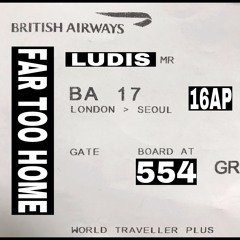 BRITISH AIRWAYS
FAR TOO HOME
LUDIS MR
BA 17
16AP
LONDON > SEOUL
GATE
BOARD AT
554
GR
WORLD TRAVELLER PLUS